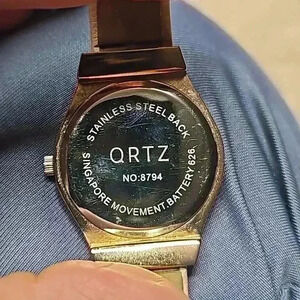 STAINLESS STEEL BACK
QRTZ
NO:8794
SINGAPORE MOVEMENT.BATTERY 626.